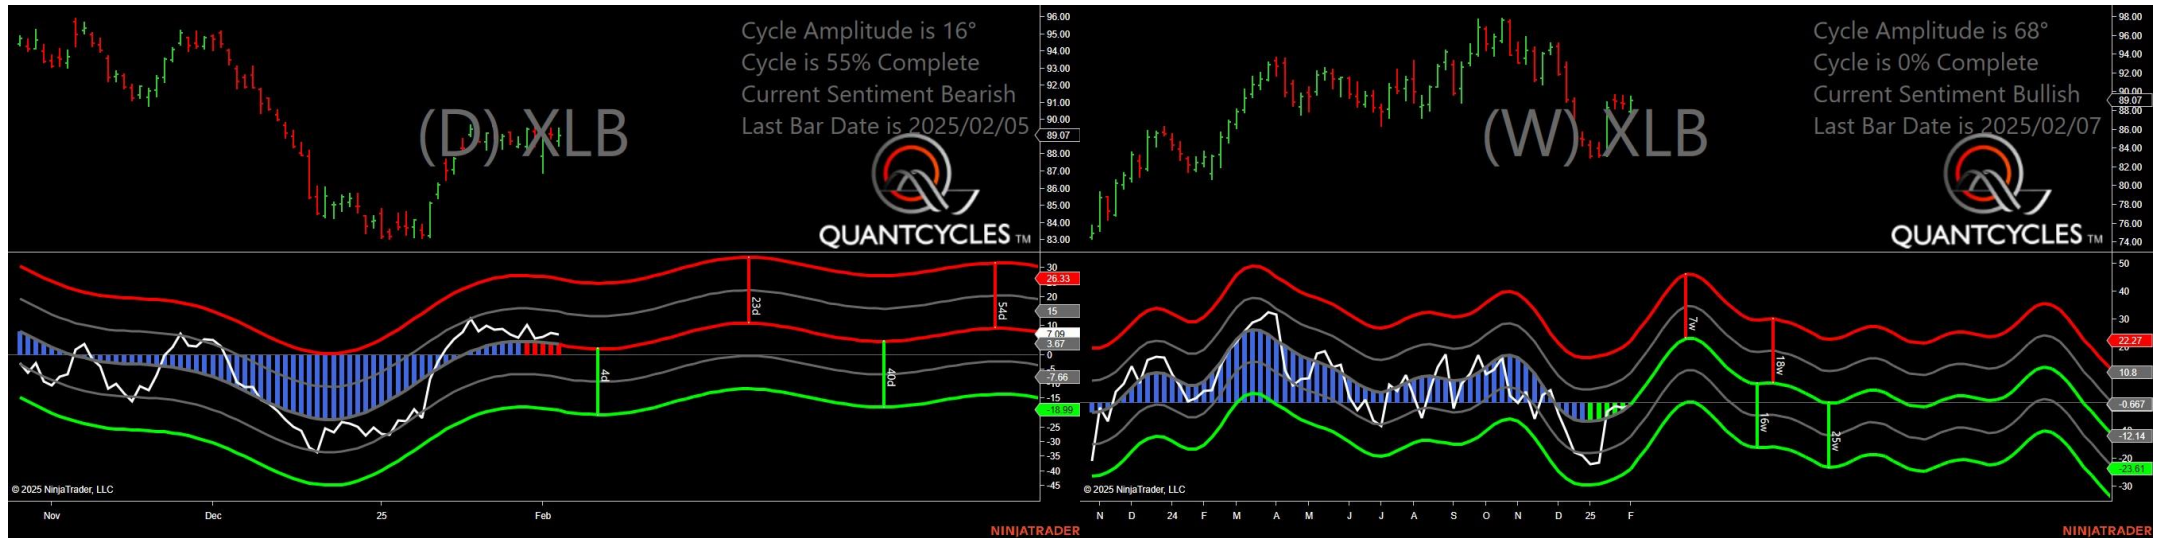 Cycle Amplitude is 16°
Cycle is 55% Complete
Current Sentiment Bearish
Last Bar Date is 2025/02/05
(D) XLB
QUANTCYCLES TM
96.00
95.00
94.00
93.00
92.00
91.00
90.00
89.07
88.00
87.00
86.00
85.00
84.00
83.00
30
26.33
20
15
10
7.09
3.67
0
-5
-7.66
-10
-15
-18.99
-25
-30
-35
-40
-45
4d
23d
40d
54d
© 2025 NinjaTrader, LLC
Nov Dec 25 Feb
NINJATRADER
Cycle Amplitude is 68°
Cycle is 0% Complete
Current Sentiment Bullish
Last Bar Date is 2025/02/07
(W) XLB
QUANTCYCLES TM
98.00
96.00
94.00
92.00
90.00
89.07
88.00
86.00
84.00
82.00
80.00
78.00
76.00
74.00
50
40
30
22.27
20
10.8
-0.667
-12.14
-20
-23.61
-30
7w
18w
16w
25w
© 2025 NinjaTrader, LLC
N D 24 F M A M J J A S O N D 25 F
NINJATRADER